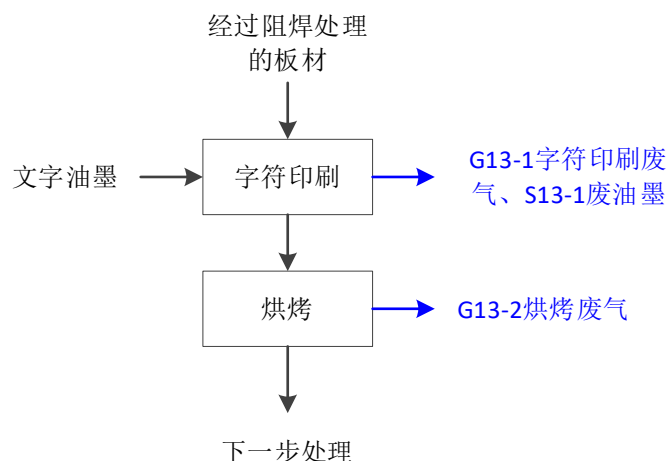 经过阻焊处理
的板材
文字油墨
字符印刷
G13-1字符印刷废
气、S13-1废油墨
烘烤
G13-2烘烤废气
下一步处理